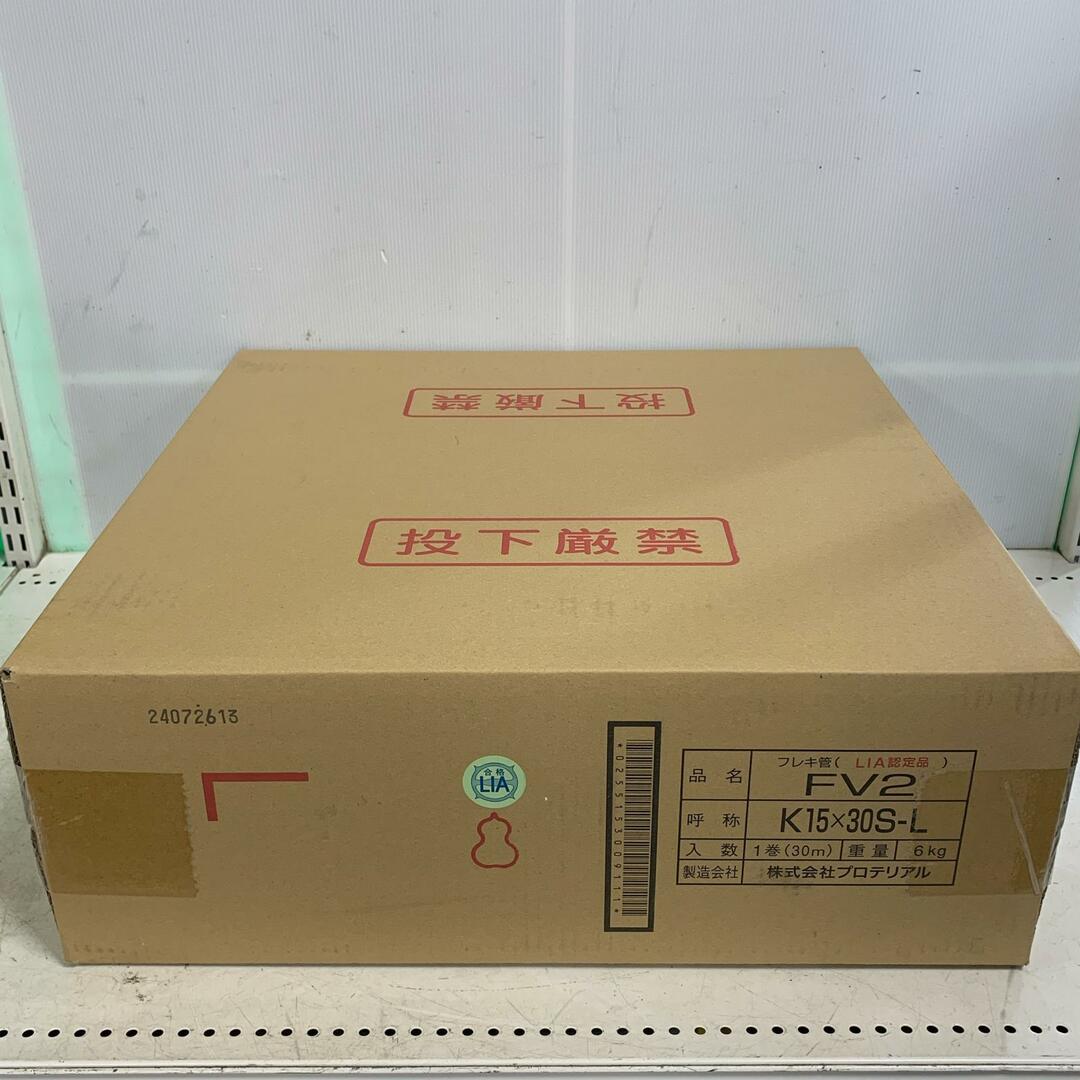 投下厳禁
投下厳禁
24072613
合格
LIA
*0255153009111*
品名 フレキ管( LIA認定品 )
FV2
呼称 K15×30S-L
入数 1巻(30m) 重量 6kg
製造会社 株式会社プロテリアル